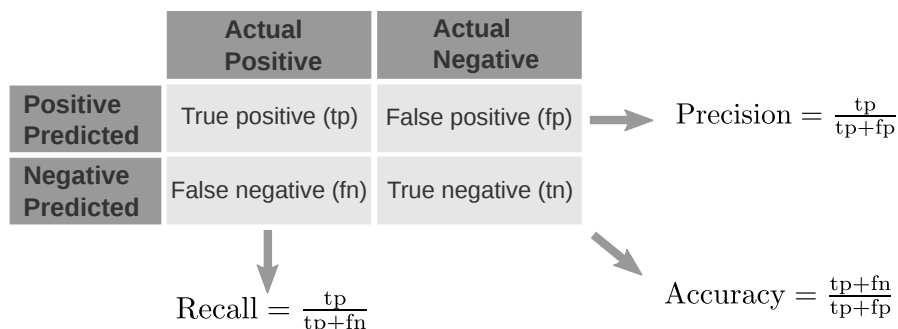 Actual Actual
Positive Negative
Positive
Predicted
True positive (tp) False positive (fp)
Precision = tp/tp+fp
Negative
Predicted
False negative (fn) True negative (tn)
Recall = tp/tp+fn
Accuracy = tp+fn/tp+fp